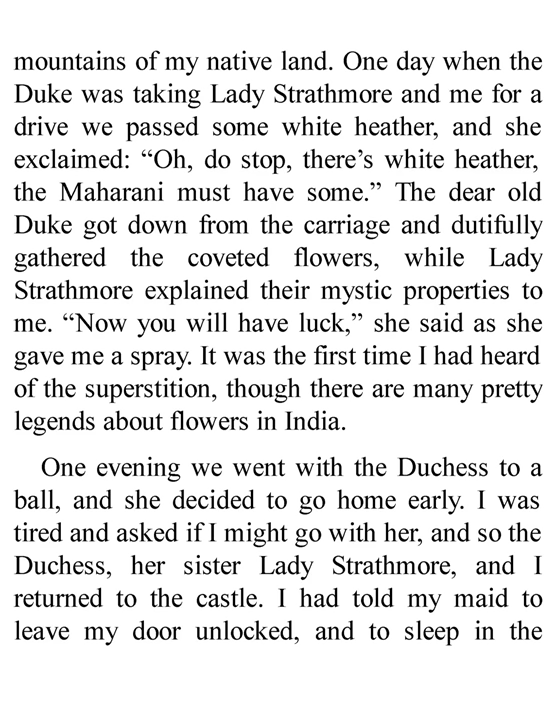 mountains of my native land. One day when the
Duke was taking Lady Strathmore and me for a
drive we passed some white heather, and she
exclaimed: “Oh, do stop, there’s white heather,
the Maharani must have some.” The dear old
Duke got down from the carriage and dutifully
gathered the coveted flowers, while Lady
Strathmore explained their mystic properties to
me. “Now you will have luck,” she said as she
gave me a spray. It was the first time I had heard
of the superstition, though there are many pretty
legends about flowers in India.
One evening we went with the Duchess to a
ball, and she decided to go home early. I was
tired and asked if I might go with her, and so the
Duchess, her sister Lady Strathmore, and I
returned to the castle. I had told my maid to
leave my door unlocked, and to sleep in the